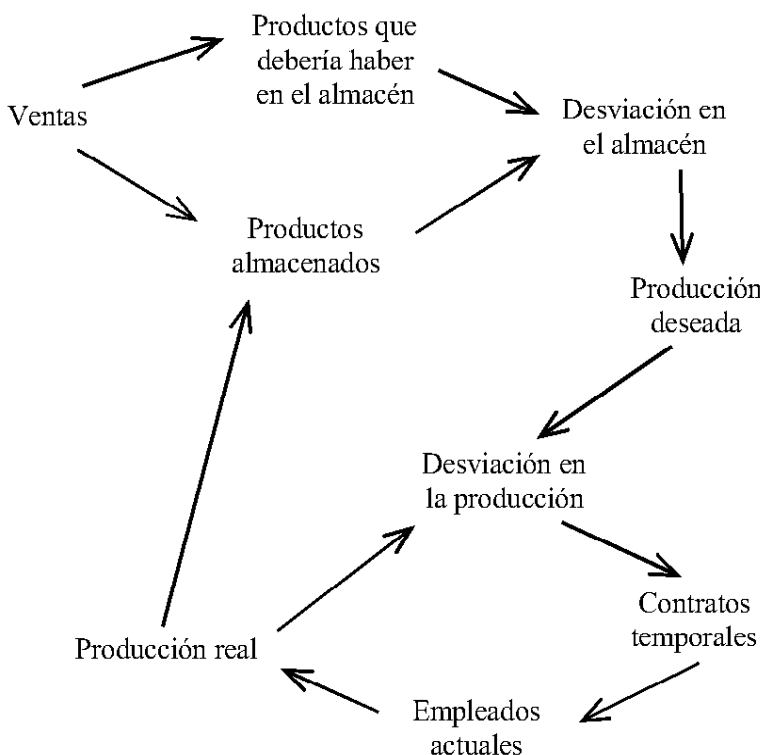 Productos que
debería haber
en el almacén
Ventas
Desviación en
el almacén
Productos
almacenados
Producción
deseada
Desviación en
la producción
Contratos
temporales
Producción real
Empleados
actuales